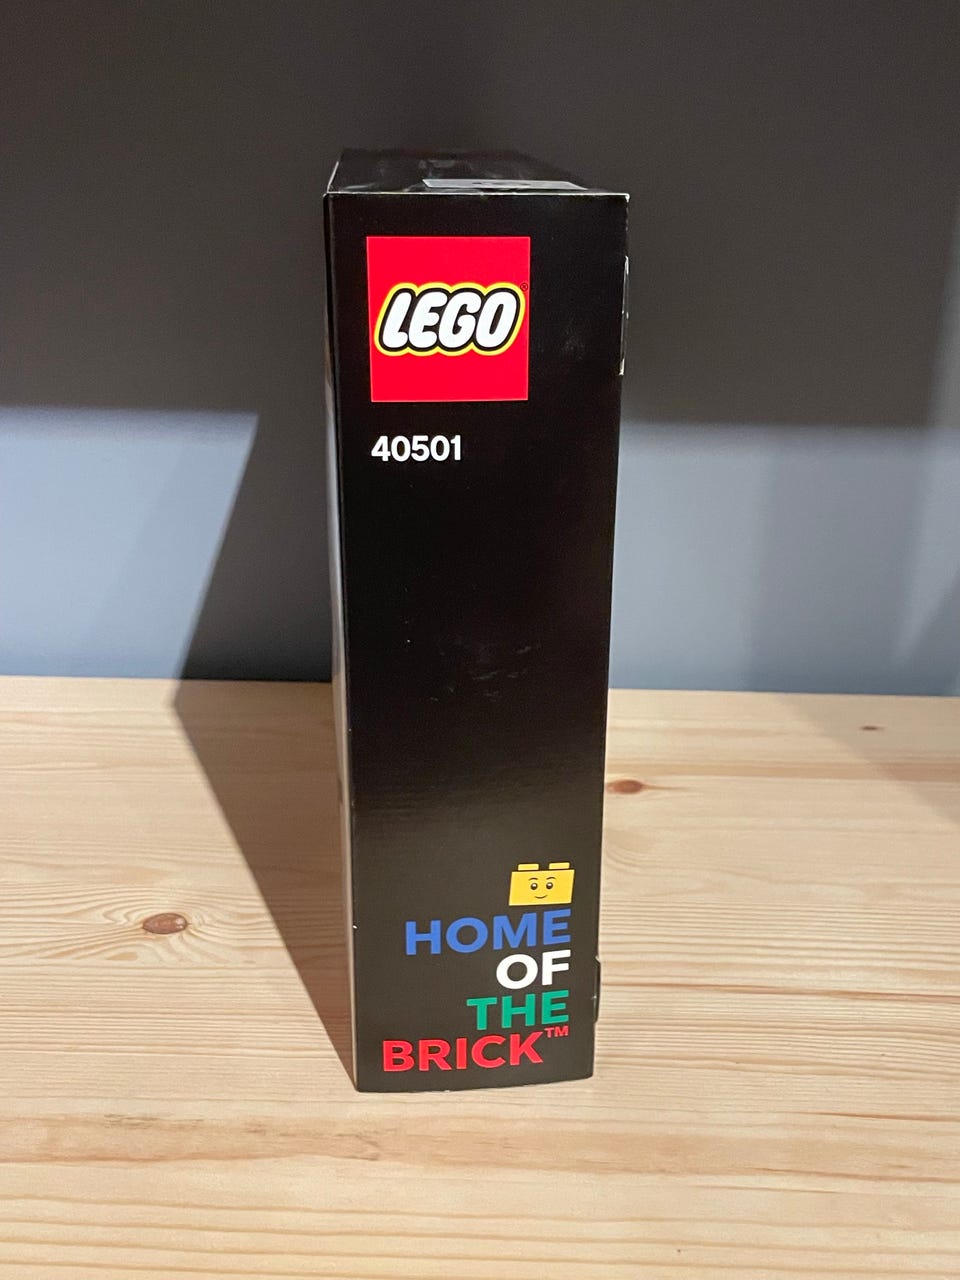 LEGO®
40501
HOME
OF
THE
BRICK™